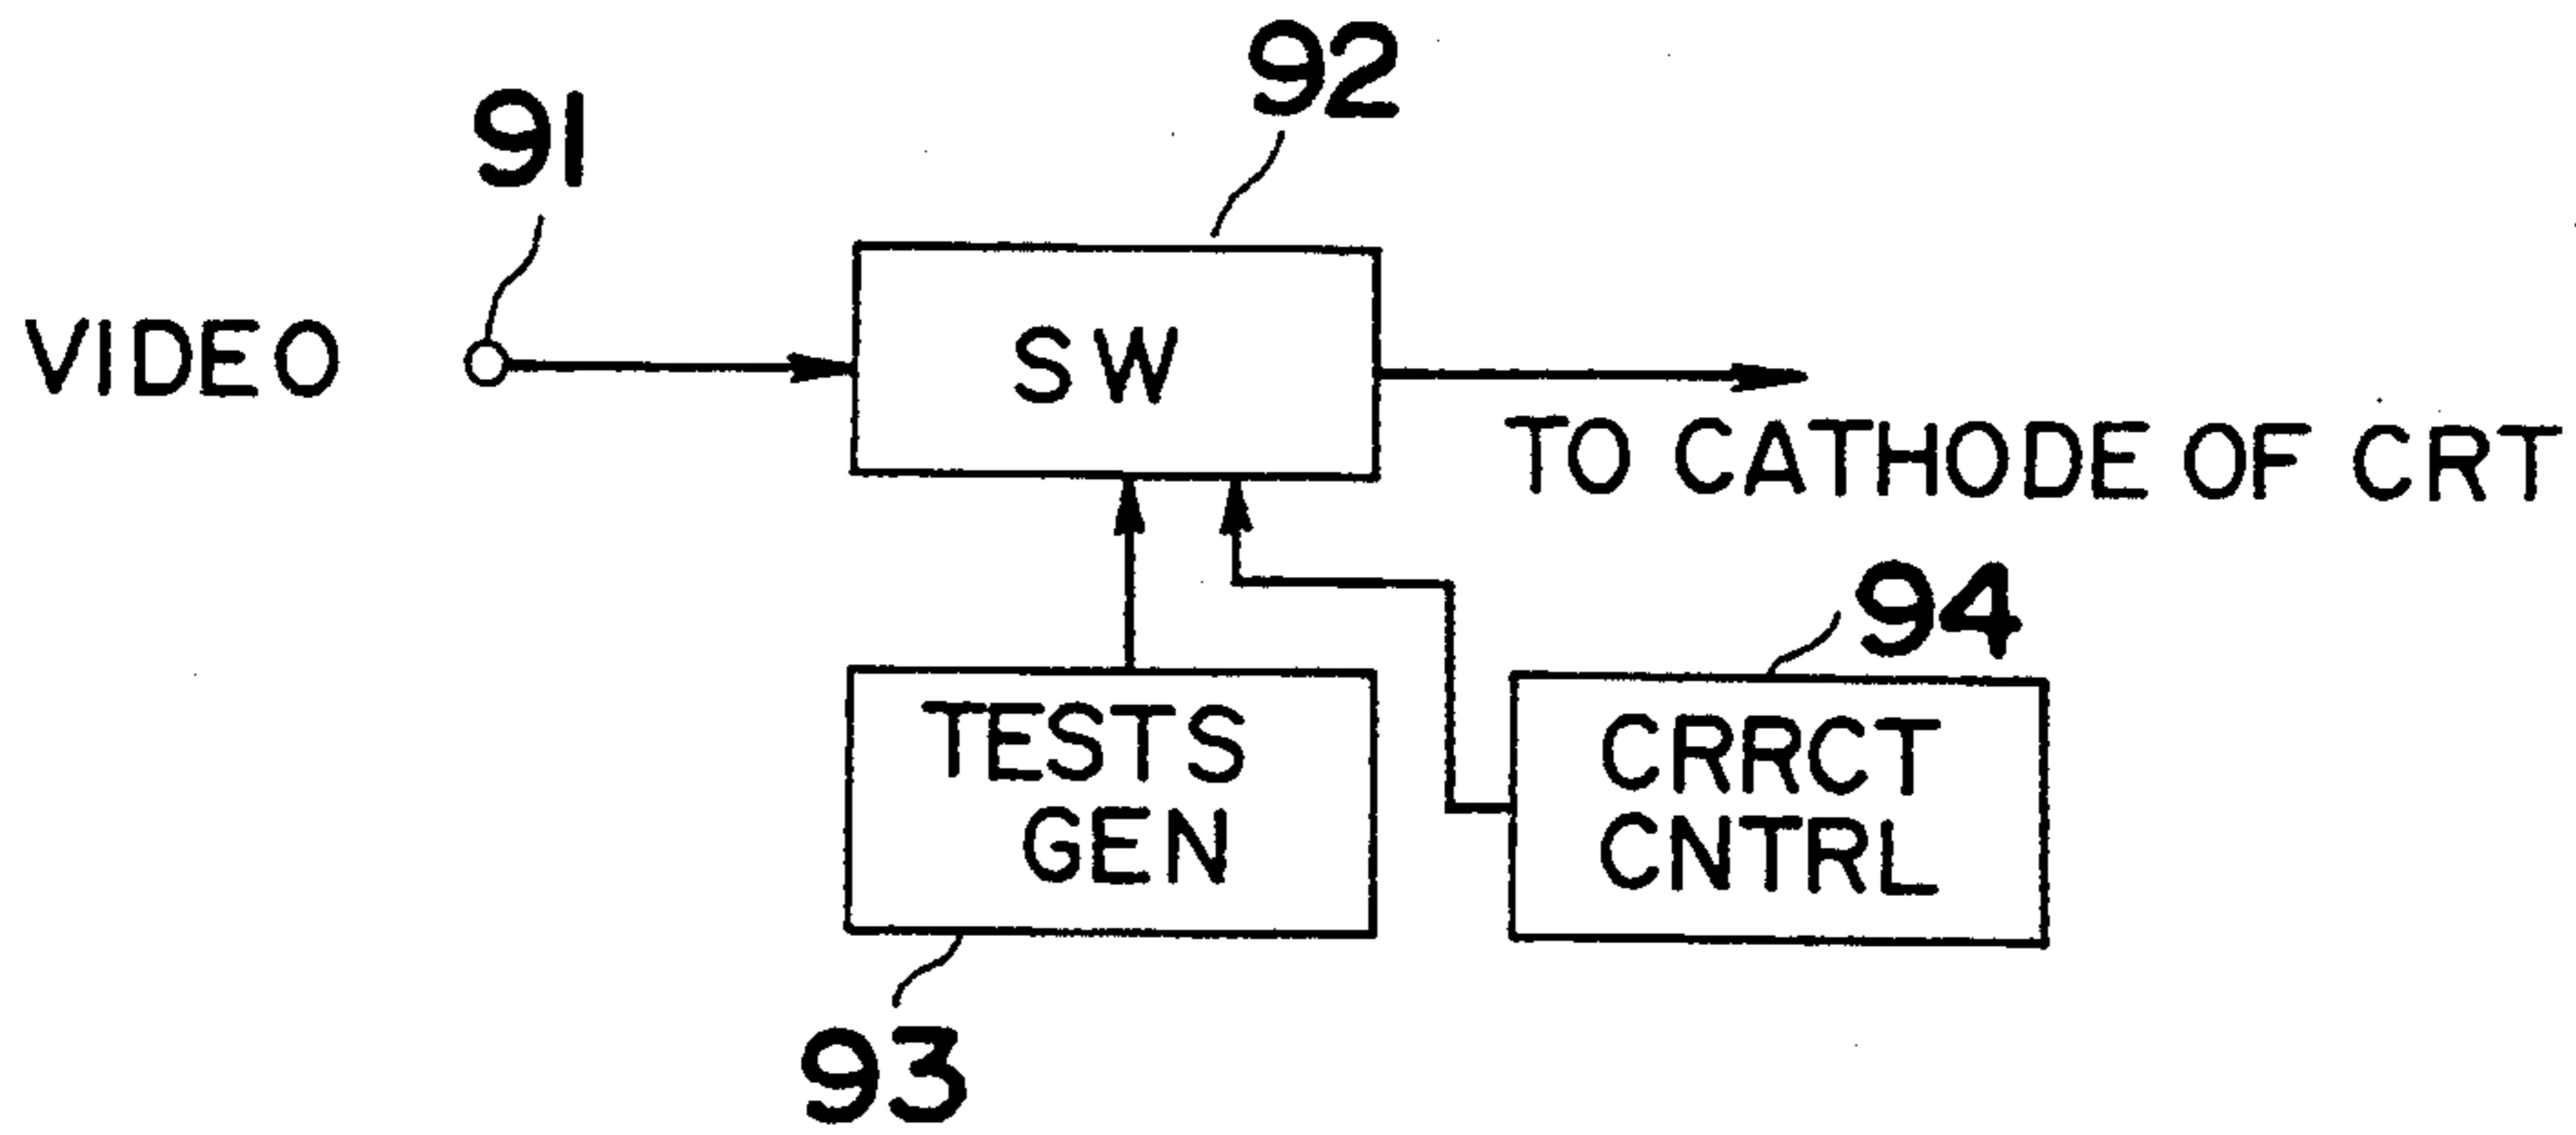 92
91
VIDEO
SW
TO CATHODE OF CRT
94
TESTS
GEN
CRRCT
CNTRL
93